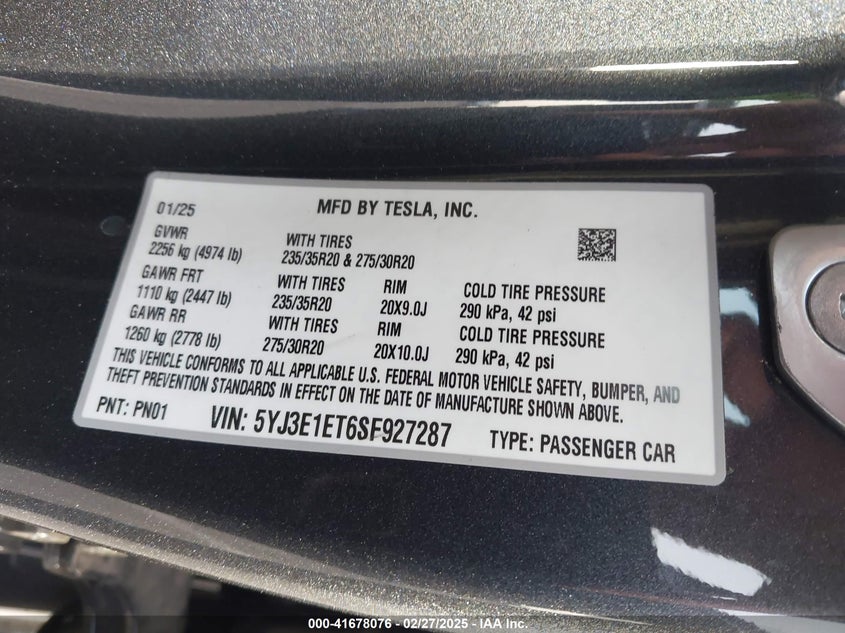 01/25 MFD BY TESLA, INC.
GVWR
2256 kg (4974 lb) WITH TIRES
235/35R20 & 275/30R20
GAWR FRT WITH TIRES RIM COLD TIRE PRESSURE
1110 kg (2447 lb) 235/35R20 20X9.0J 290 kPa, 42 psi
GAWR RR WITH TIRES RIM COLD TIRE PRESSURE
1260 kg (2778 lb) 275/30R20 20X10.0J 290 kPa, 42 psi
THIS VEHICLE CONFORMS TO ALL APPLICABLE U.S. FEDERAL MOTOR VEHICLE SAFETY, BUMPER, AND
THEFT PREVENTION STANDARDS IN EFFECT ON THE DATE OF MANUFACTURE SHOWN ABOVE.
PNT: PN01 VIN: 5YJ3E1ET6SF927287 TYPE: PASSENGER CAR
000-41678076 - 02/27/2025 - IAA Inc.